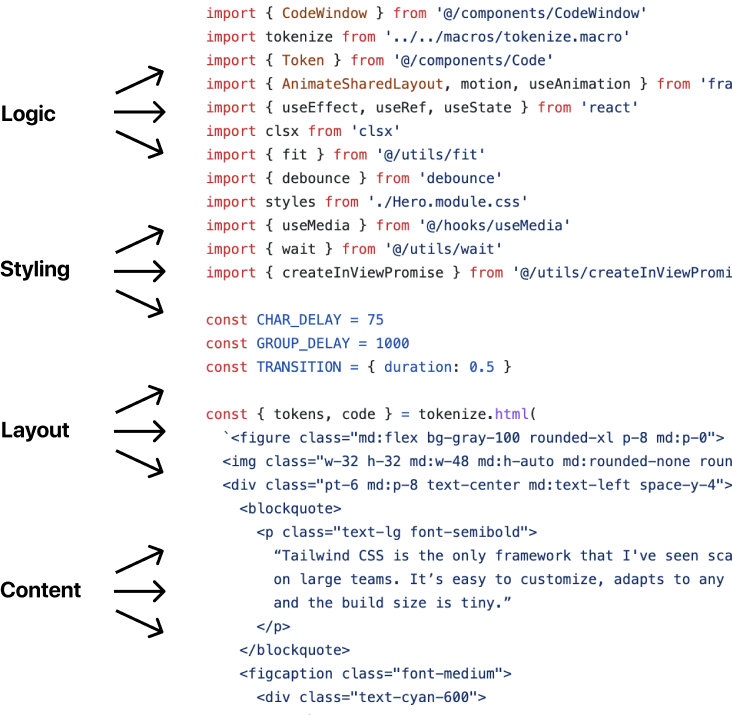 Logic
Styling
Layout
Content
import { CodeWindow } from '@/components/CodeWindow'
import tokenize from '../../macros/tokenize.macro'
import { Token } from '@/components/Code'
import { AnimateSharedLayout, motion, useAnimation } from 'fra
import { useEffect, useRef, useState } from 'react'
import clsx from 'clsx'
import { fit } from '@/utils/fit'
import { debounce } from 'debounce'
import styles from './Hero.module.css'
import { useMedia } from '@/hooks/useMedia'
import { wait } from '@/utils/wait'
import { createInViewPromise } from '@/utils/createInViewPromi
const CHAR_DELAY = 75
const GROUP_DELAY = 1000
const TRANSITION = { duration: 0.5 }
const { tokens, code } = tokenize.html(
`<figure class="md:flex bg-gray-100 rounded-xl p-8 md:p-0">
<img class="w-32 h-32 md:w-48 md:h-auto md:rounded-none roun
<div class="pt-6 md:p-8 text-center md:text-left space-y-4">
<blockquote>
<p class="text-lg font-semibold">
“Tailwind CSS is the only framework that I've seen sca
on large teams. It’s easy to customize, adapts to any
and the build size is tiny.”
</p>
</blockquote>
<figcaption class="font-medium">
<div class="text-cyan-600">